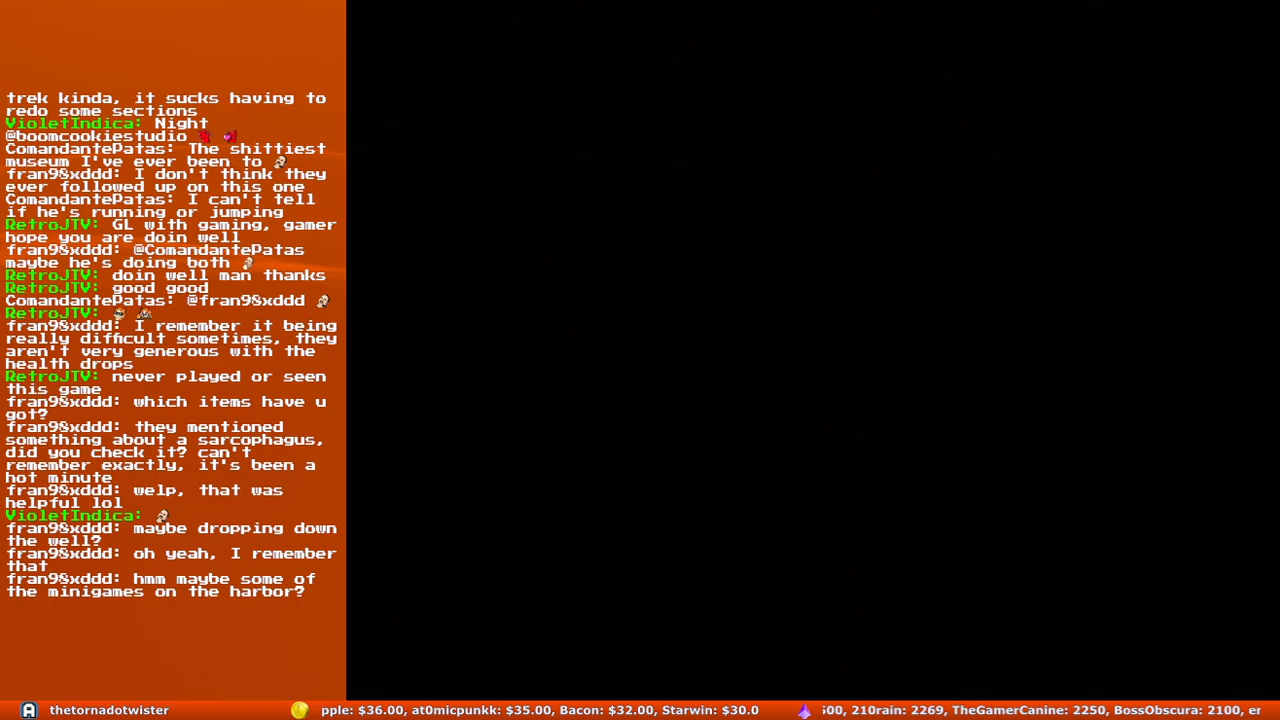 trek kinda, it sucks having to
redo some sections
VioletIndica: Night
@boomcookiestudio
ComandantePatas: The shittiest
museum I've ever been to
fran9&xddd: I don't think they
ever followed up on this one
ComandantePatas: I can't tell
if he's running or jumping
RetroJTV: GL with gaming, gamer
hope you are doin well
fran9&xddd: @ComandantePatas
maybe he's doing both
RetroJTV: doin well man thanks
RetroJTV: good good
ComandantePatas: @fran9&xddd
RetroJTV:
fran9&xddd: I remember it being
really difficult sometimes, they
aren't very generous with the
health drops
RetroJTV: never played or seen
this game
fran9&xddd: which items have u
got?
fran9&xddd: they mentioned
something about a sarcophagus,
did you check it? can't
remember exactly, it's been a
hot minute
fran9&xddd: welp, that was
helpful lol
VioletIndica:
fran9&xddd: maybe dropping down
the well?
fran9&xddd: oh yeah, I remember
that
fran9&xddd: hmm maybe some of
the minigames on the harbor?
A thetornadotwister pple: $36.00, at0micpunkk: $35.00, Bacon: $32.00, Starwin: $30.0 500, 210rain: 2269, TheGamerCanine: 2250, BossObscura: 2100, er